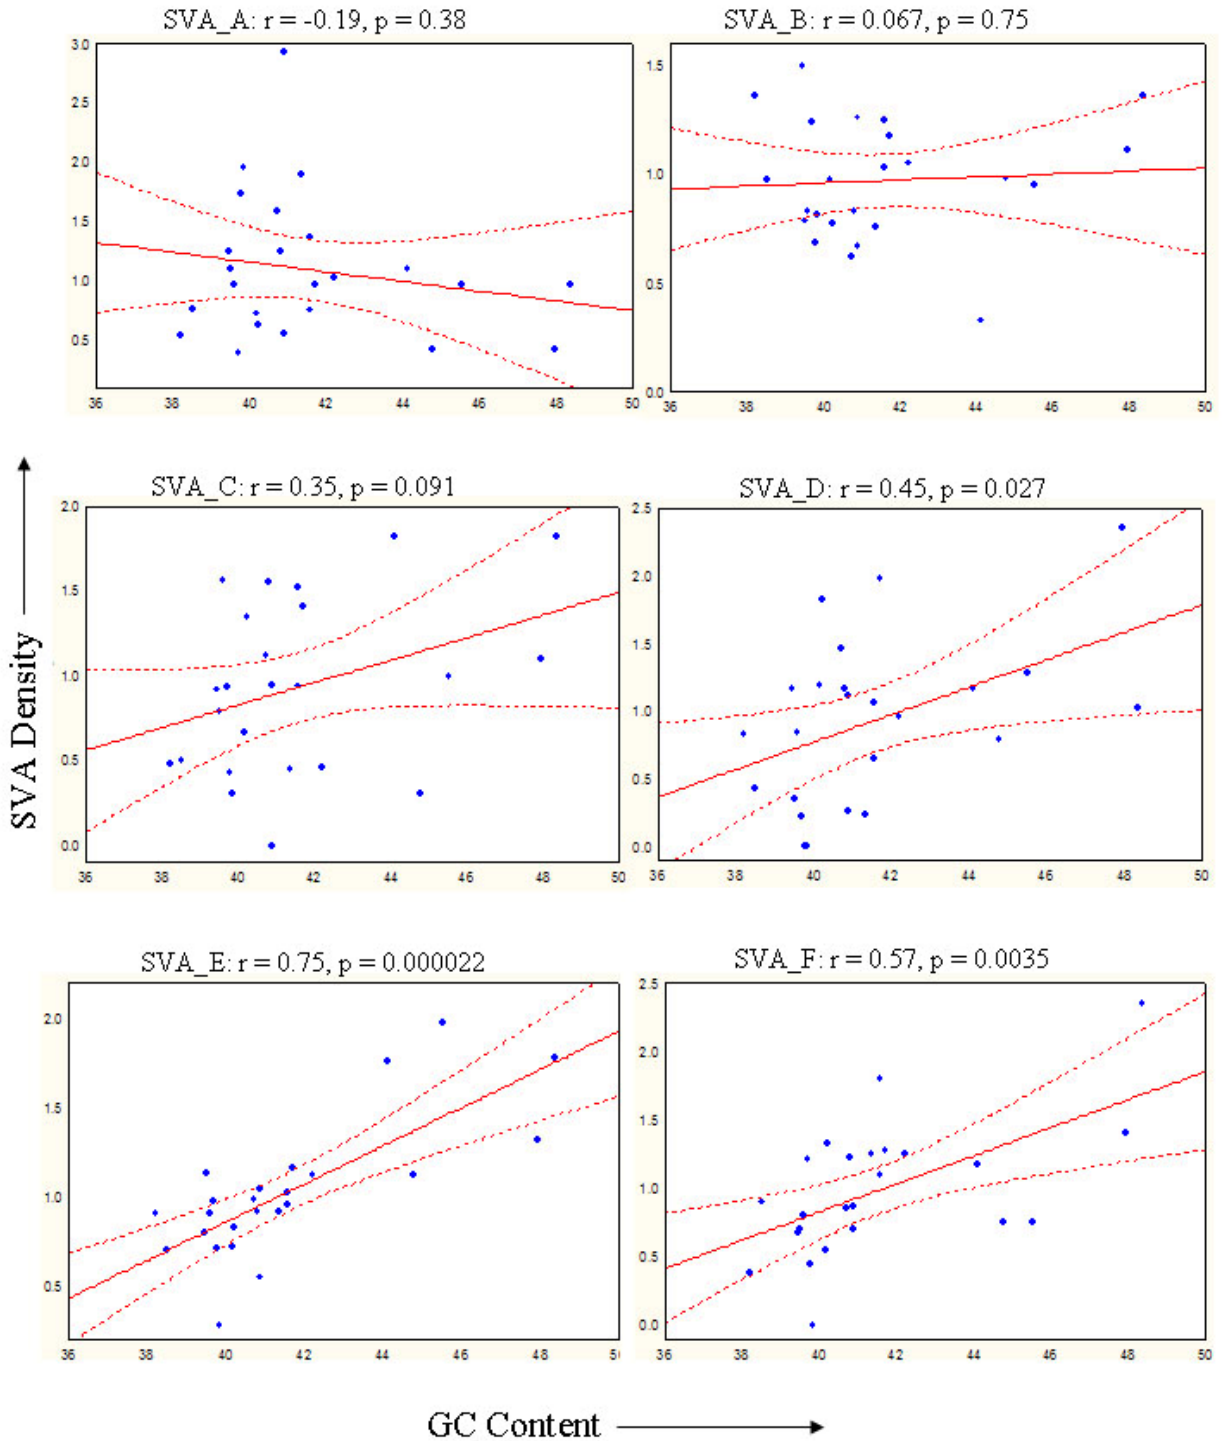 SVA_A: r = -0.19, p = 0.38
3.0
2.5
2.0
1.5
1.0
0.5
36 38 40 42 44 46 48 50
SVA_B: r = 0.067, p = 0.75
1.5
1.0
0.5
0.0
36 38 40 42 44 46 48 50
SVA Density
SVA_C: r = 0.35, p = 0.091
2.0
1.5
1.0
0.5
0.0
36 38 40 42 44 46 48 50
SVA_D: r = 0.45, p = 0.027
2.5
2.0
1.5
1.0
0.5
0.0
36 38 40 42 44 46 48 50
SVA_E: r = 0.75, p = 0.000022
2.0
1.5
1.0
0.5
36 38 40 42 44 46 48 50
SVA_F: r = 0.57, p = 0.0035
2.5
2.0
1.5
1.0
0.5
0.0
36 38 40 42 44 46 48 50
GC Content